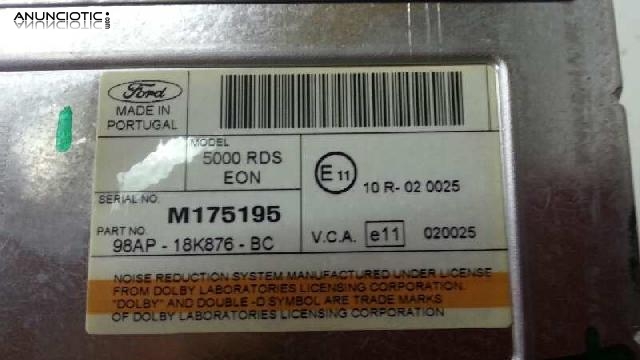 ANUNCIOTIC.com
Ford
MADE IN
PORTUGAL
MODEL
5000 RDS
EON
SERIAL NO.
M175195
PART NO.
98AP - 18K876 - BC
E 11
10 R- 02 0025
V.C.A. e11 020025
NOISE REDUCTION SYSTEM MANUFACTURED UNDER LICENSE
FROM DOLBY LABORATORIES LICENSING CORPORATION.
"DOLBY" AND DOUBLE -D SYMBOL ARE TRADE MARKS
OF DOLBY LABORATORIES LICENSING CORPORATION